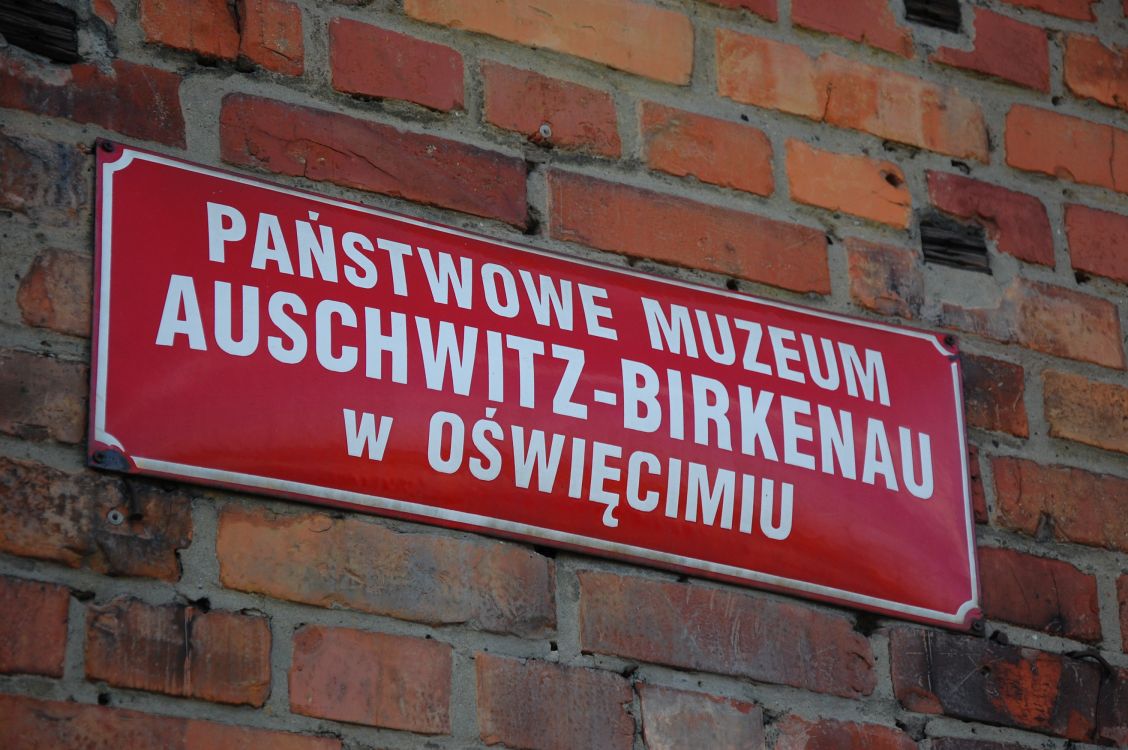 PAŃSTWOWE MUZEUM
AUSCHWITZ-BIRKENAU
w OŚWIĘCIMIU